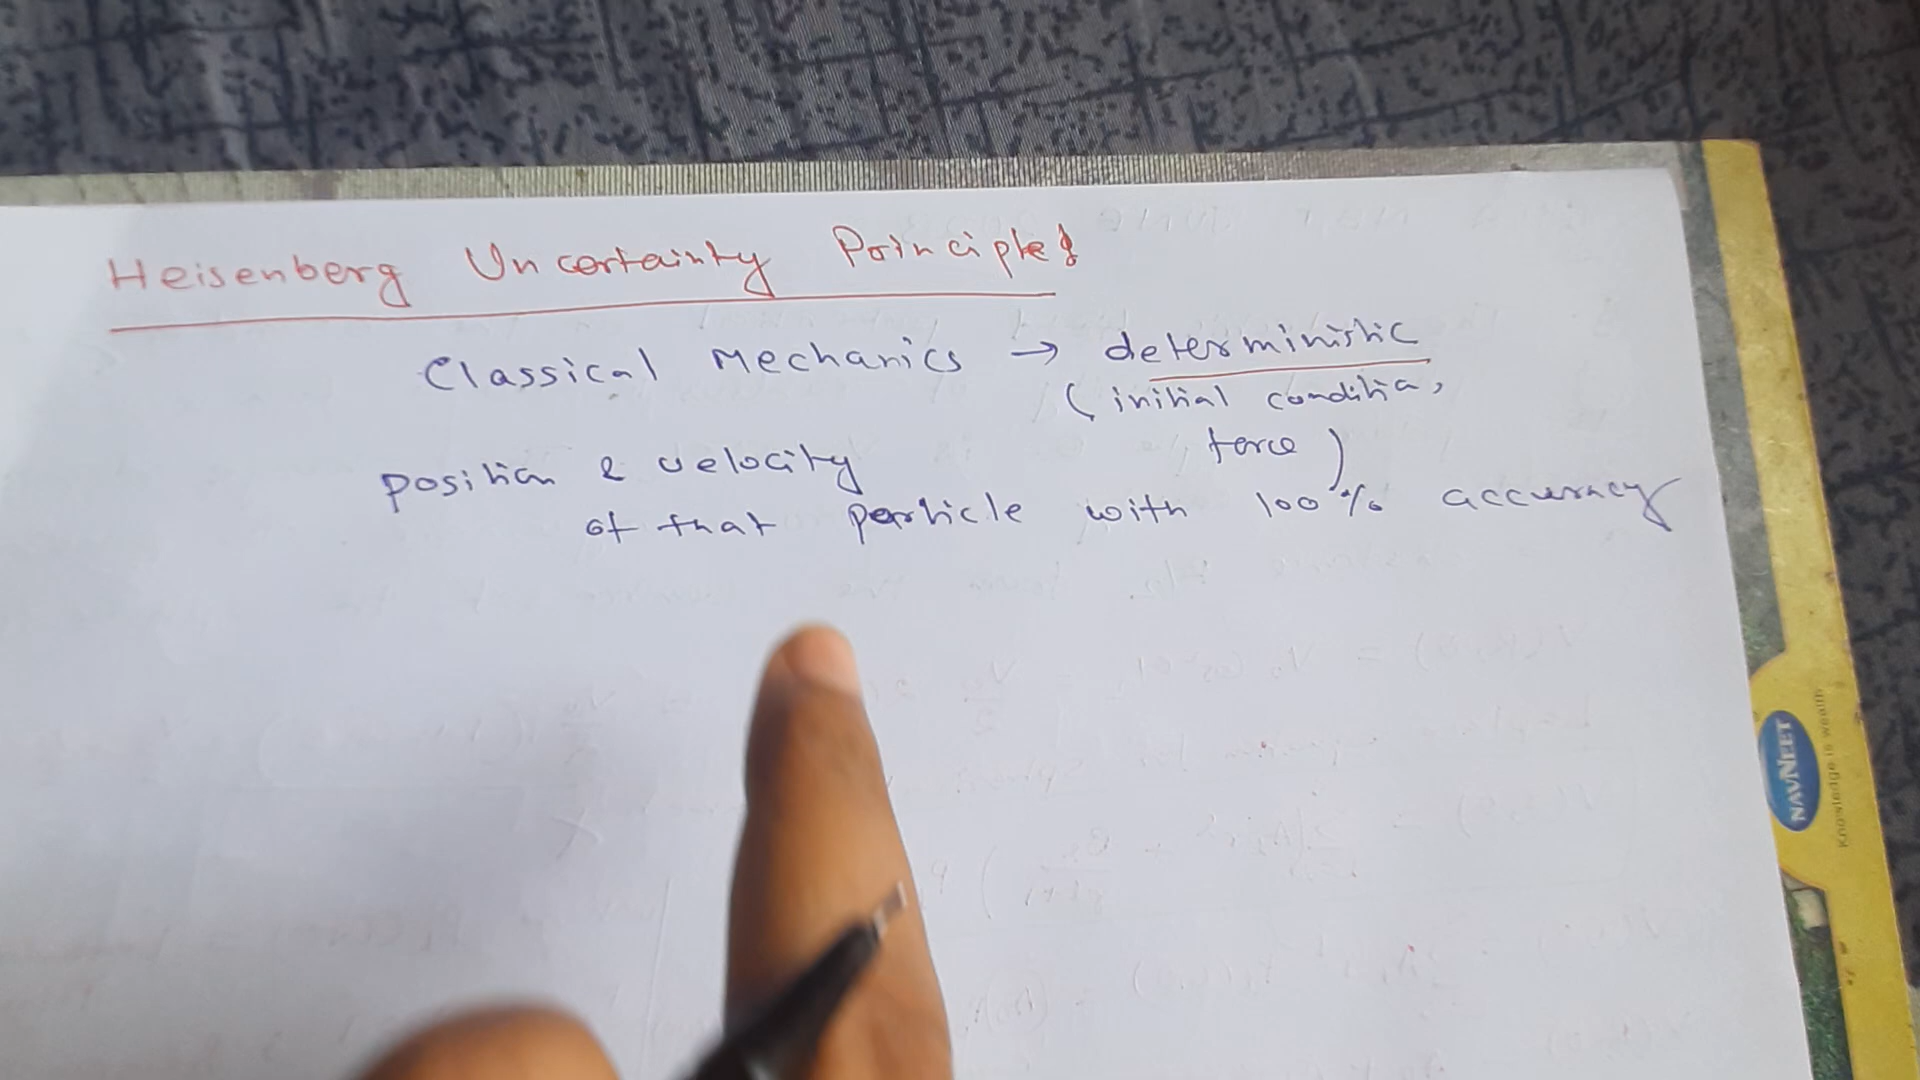 Heisenberg Uncertainty Principle
Classical Mechanics → deterministic
(initial condition,
force)
position & velocity
of that particle with 100% accuracy
NAVNEET
Knowledge is wealth